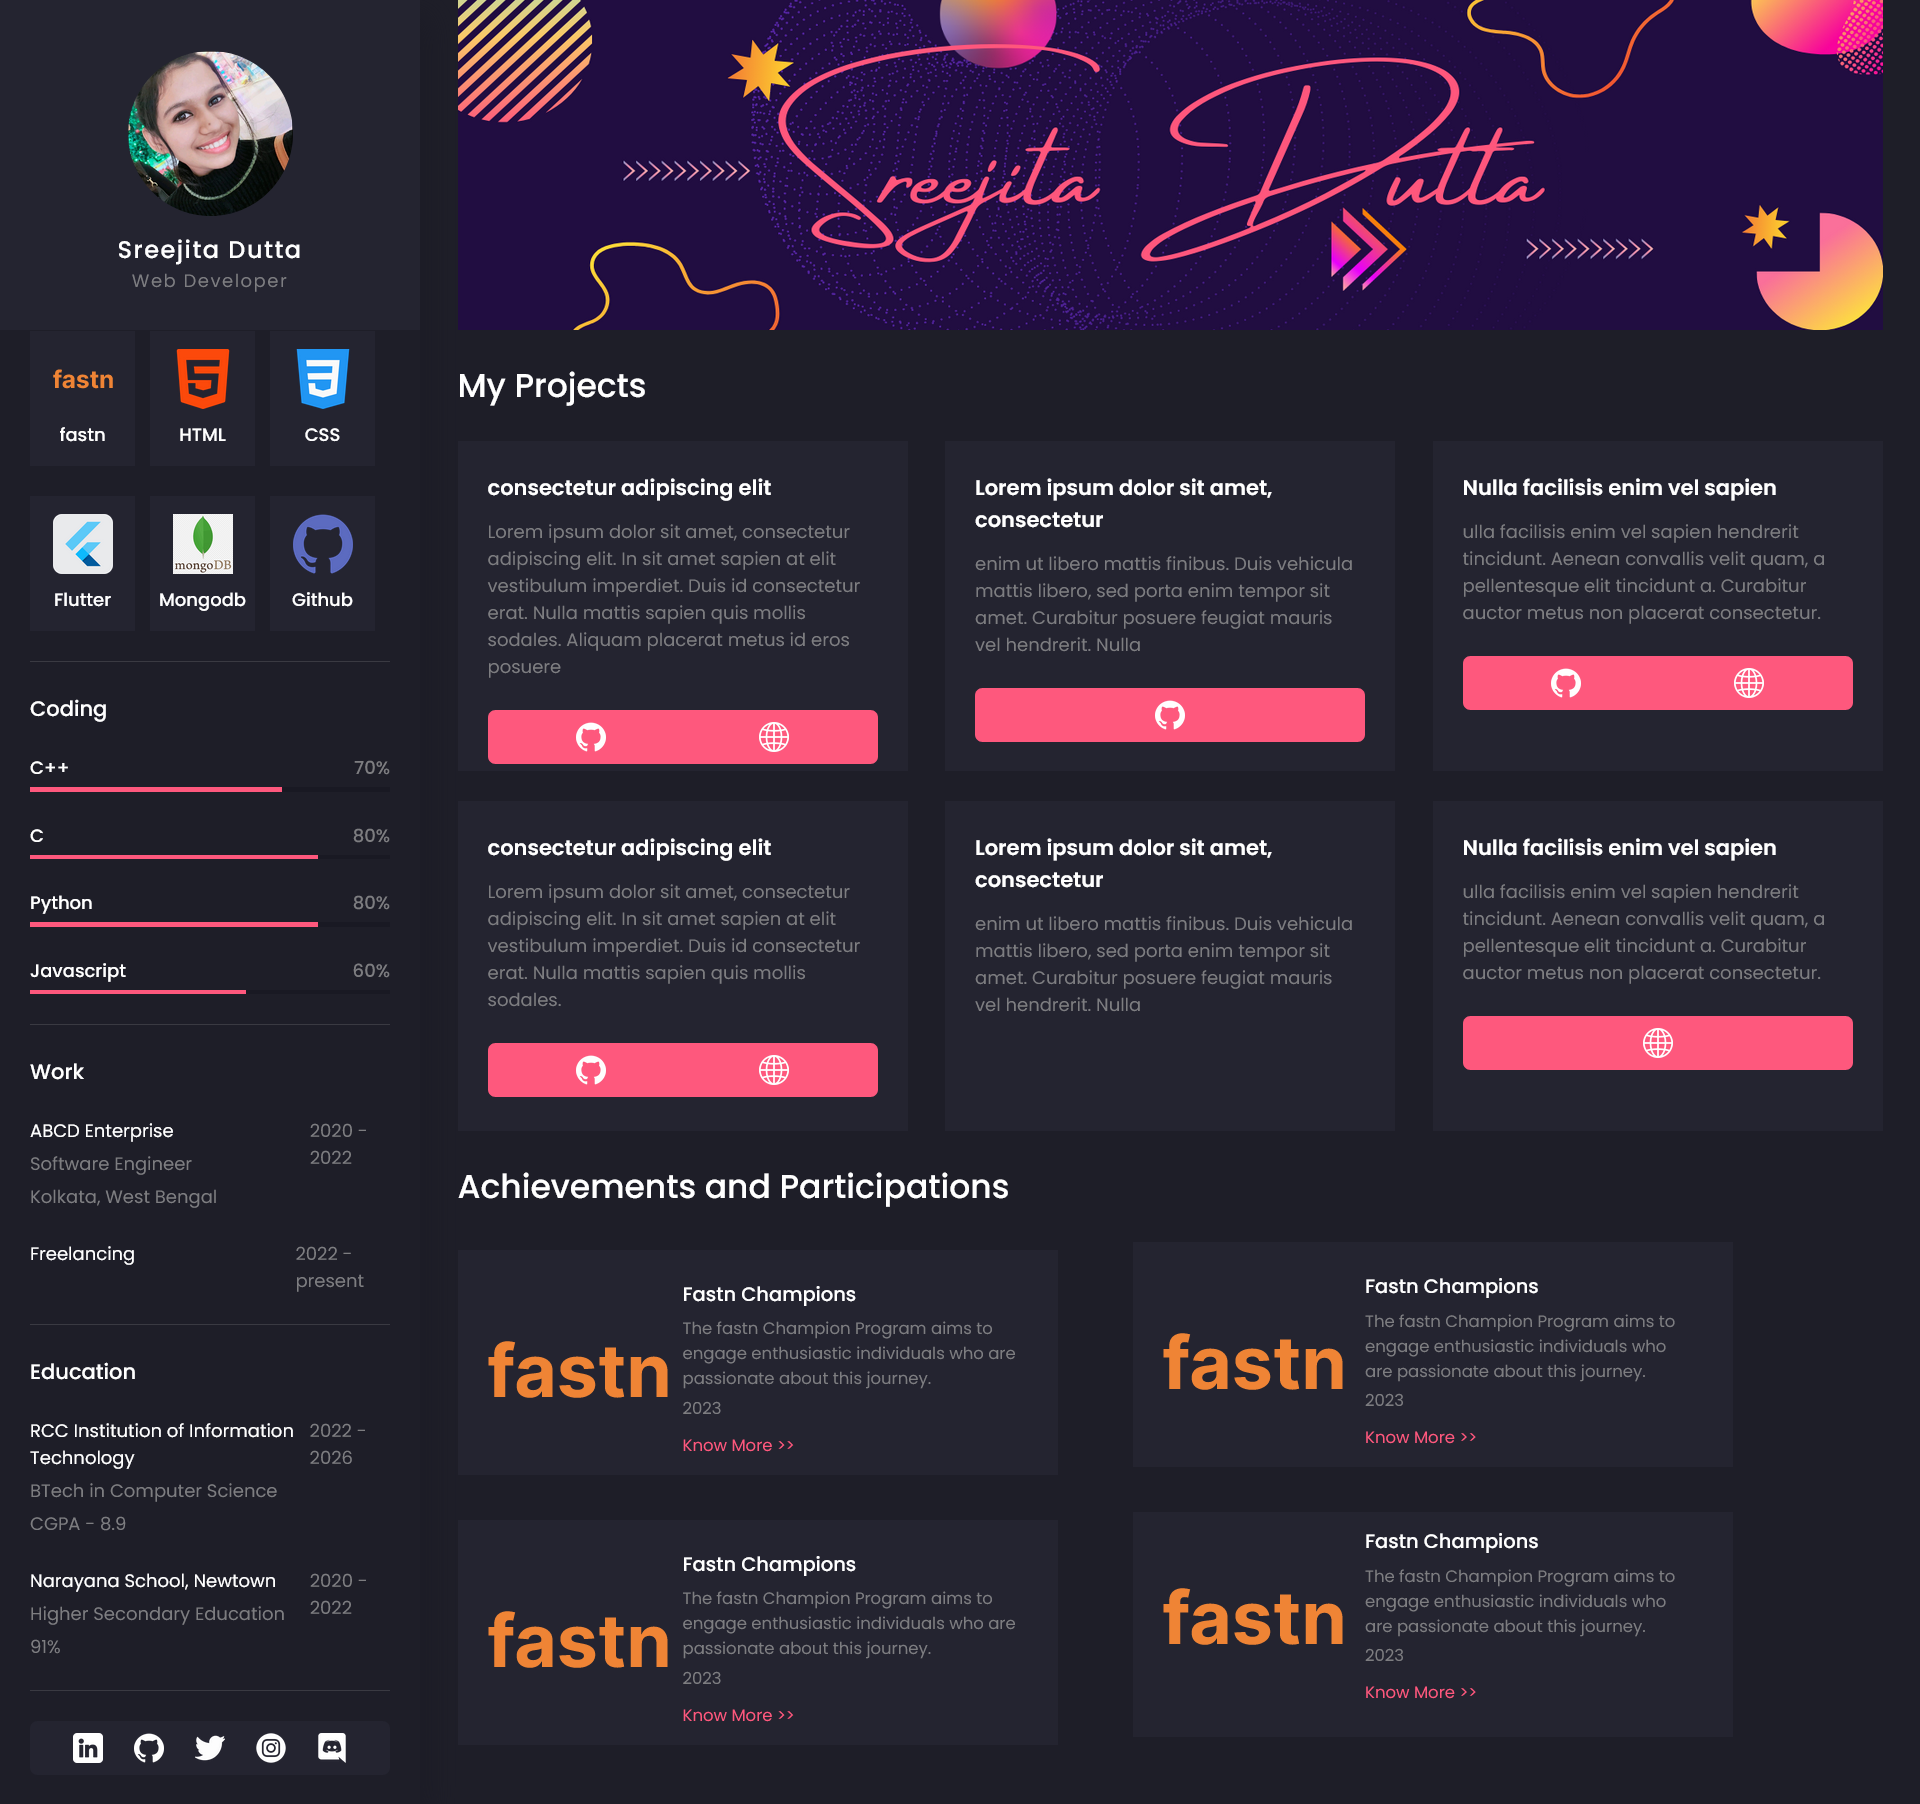 Sreejita Dutta
Web Developer
fastn
fastn
HTML
CSS
Flutter
mongoDB
Mongodb
Github
Coding
C++ 70%
C 80%
Python 80%
Javascript 60%
Work
ABCD Enterprise 2020 -
2022
Software Engineer
Kolkata, West Bengal
Freelancing 2022 -
present
Education
RCC Institution of Information 2022 -
Technology 2026
BTech in Computer Science
CGPA - 8.9
Narayana School, Newtown 2020 -
Higher Secondary Education 2022
91%
in
Sreejita Dutta
My Projects
consectetur adipiscing elit
Lorem ipsum dolor sit amet, consectetur
adipiscing elit. In sit amet sapien at elit
vestibulum imperdiet. Duis id consectetur
erat. Nulla mattis sapien quis mollis
sodales. Aliquam placerat metus id eros
posuere
Lorem ipsum dolor sit amet,
consectetur
enim ut libero mattis finibus. Duis vehicula
mattis libero, sed porta enim tempor sit
amet. Curabitur posuere feugiat mauris
vel hendrerit. Nulla
Nulla facilisis enim vel sapien
ulla facilisis enim vel sapien hendrerit
tincidunt. Aenean convallis velit quam, a
pellentesque elit tincidunt a. Curabitur
auctor metus non placerat consectetur.
consectetur adipiscing elit
Lorem ipsum dolor sit amet, consectetur
adipiscing elit. In sit amet sapien at elit
vestibulum imperdiet. Duis id consectetur
erat. Nulla mattis sapien quis mollis
sodales.
Lorem ipsum dolor sit amet,
consectetur
enim ut libero mattis finibus. Duis vehicula
mattis libero, sed porta enim tempor sit
amet. Curabitur posuere feugiat mauris
vel hendrerit. Nulla
Nulla facilisis enim vel sapien
ulla facilisis enim vel sapien hendrerit
tincidunt. Aenean convallis velit quam, a
pellentesque elit tincidunt a. Curabitur
auctor metus non placerat consectetur.
Achievements and Participations
fastn
Fastn Champions
The fastn Champion Program aims to
engage enthusiastic individuals who are
passionate about this journey.
2023
Know More >>
fastn
Fastn Champions
The fastn Champion Program aims to
engage enthusiastic individuals who
are passionate about this journey.
2023
Know More >>
fastn
Fastn Champions
The fastn Champion Program aims to
engage enthusiastic individuals who are
passionate about this journey.
2023
Know More >>
fastn
Fastn Champions
The fastn Champion Program aims to
engage enthusiastic individuals who
are passionate about this journey.
2023
Know More >>